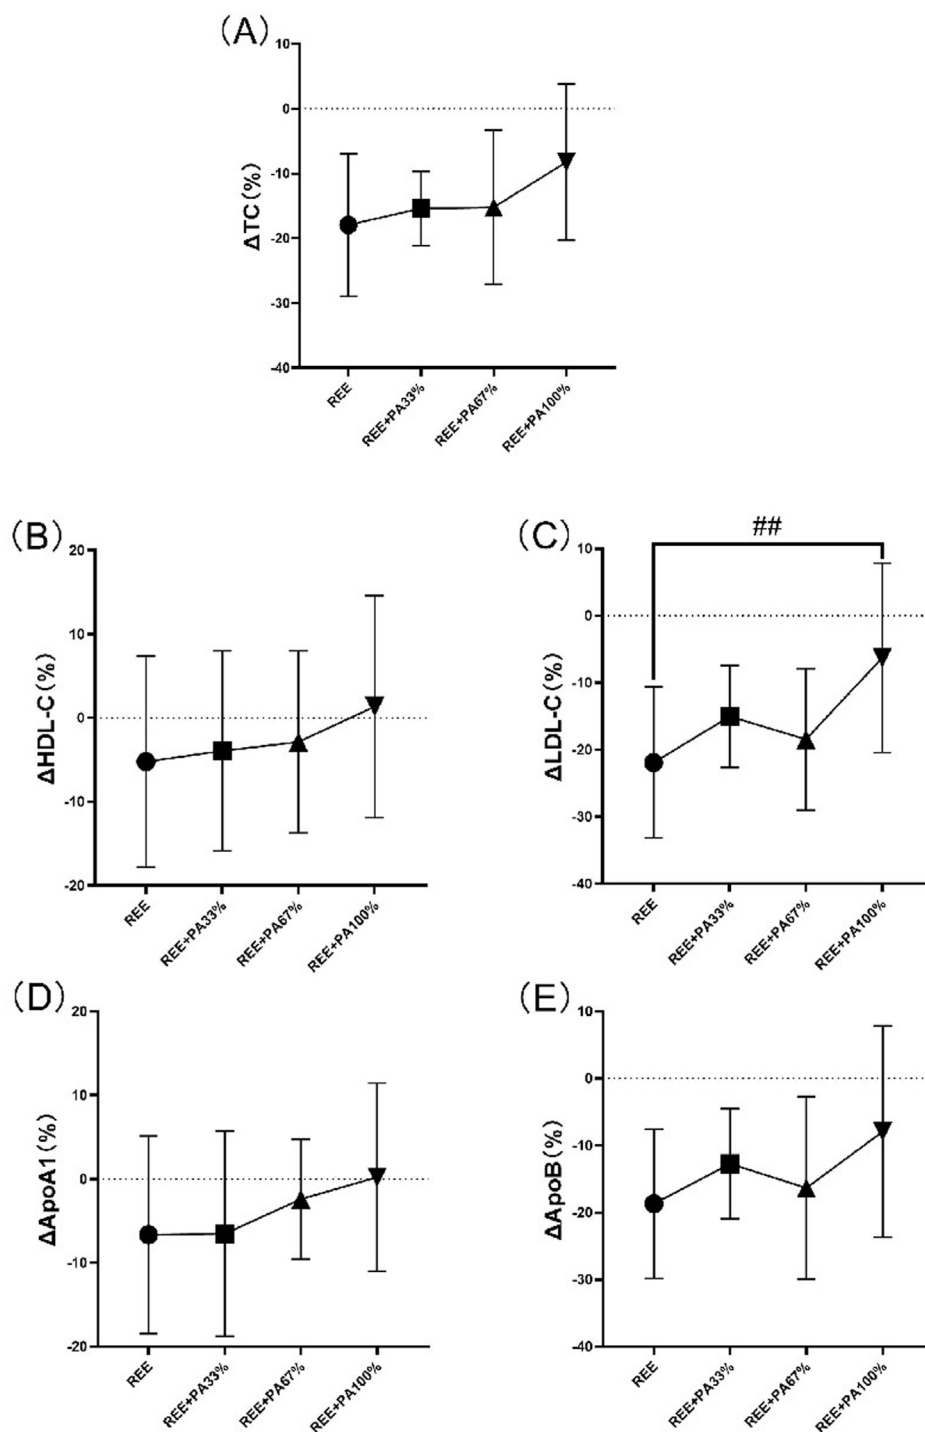 (A)
ΔTC(%)
10
0
-10
-20
-30
-40
REE
REE+PA33%
REE+PA67%
REE+PA100%
(B)
ΔHDL-C(%)
20
10
0
-10
-20
REE
REE+PA33%
REE+PA67%
REE+PA100%
(C)
##
ΔLDL-C(%)
10
0
-10
-20
-30
-40
REE
REE+PA33%
REE+PA67%
REE+PA100%
(D)
ΔApoA1(%)
20
10
0
-10
-20
REE
REE+PA33%
REE+PA67%
REE+PA100%
(E)
ΔApoB(%)
10
0
-10
-20
-30
-40
REE
REE+PA33%
REE+PA67%
REE+PA100%